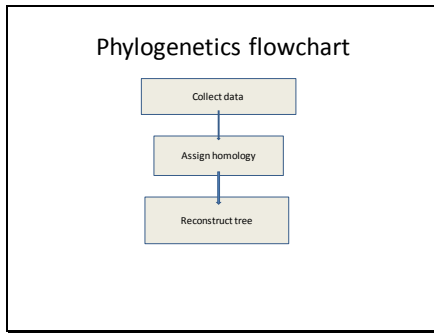 Phylogenetics flowchart
Collect data
Assign homology
Reconstruct tree